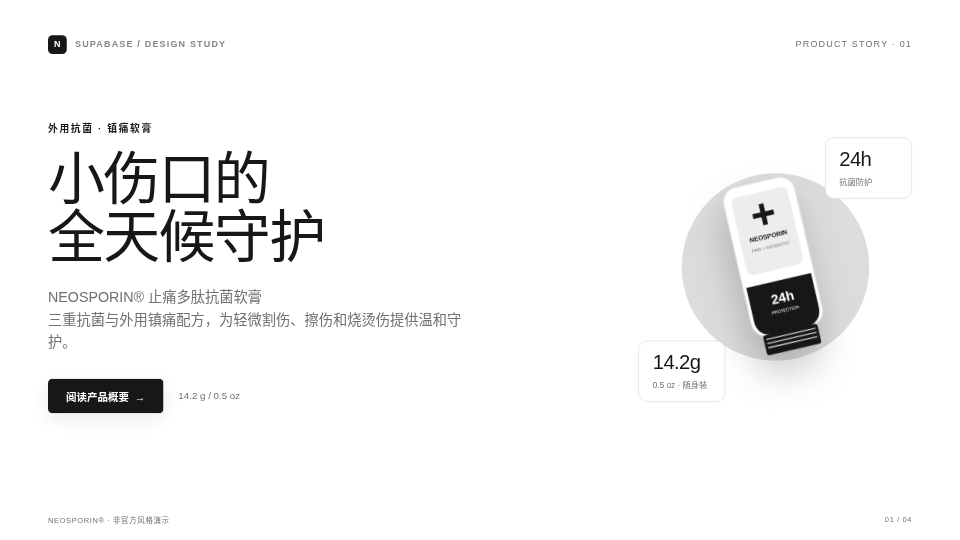 N SUPABASE / DESIGN STUDY
PRODUCT STORY · 01
外用抗菌 · 镇痛软膏
小伤口的
全天候守护
NEOSPORIN® 止痛多肽抗菌软膏
三重抗菌与外用镇痛配方，为轻微割伤、擦伤和烧烫伤提供温和守
护。
阅读产品概要 →
14.2 g / 0.5 oz
24h
抗菌防护
NEOSPORIN
24h
PROTECTION
14.2g
0.5 oz · 随身装
NEOSPORIN® · 非官方风格演示
01 / 04